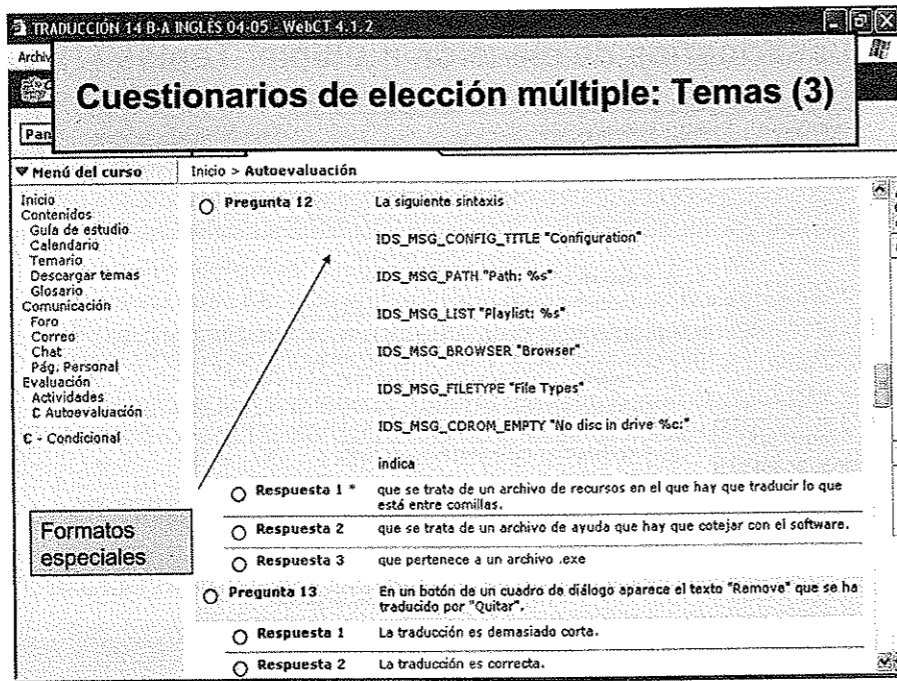 TRADUCCIÓN 14 B-A INGLÉS 04-05 - WebCT 4.1.2
Archiv
Cuestionarios de elección múltiple: Temas (3)
Pan
Menú del curso
Inicio > Autoevaluación
Inicio
Contenidos
Guía de estudio
Calendario
Temario
Descargar temas
Glosario
Comunicación
Foro
Correo
Chat
Pág. Personal
Evaluación
Actividades
C Autoevaluación
C - Condicional
Pregunta 12 La siguiente sintaxis
IDS_MSG_CONFIG_TITLE "Configuration"
IDS_MSG_PATH "Path: %s"
IDS_MSG_LIST "Playlist: %s"
IDS_MSG_BROWSER "Browser"
IDS_MSG_FILETYPE "File Types"
IDS_MSG_CDROM_EMPTY "No disc in drive %c:"
indica
Respuesta 1 * que se trata de un archivo de recursos en el que hay que traducir lo que
está entre comillas.
Formatos
especiales
Respuesta 2 que se trata de un archivo de ayuda que hay que cotejar con el software.
Respuesta 3 que pertenece a un archivo .exe
Pregunta 13 En un botón de un cuadro de diálogo aparece el texto "Remove" que se ha
traducido por "Quitar".
Respuesta 1 La traducción es demasiado corta.
Respuesta 2 La traducción es correcta.